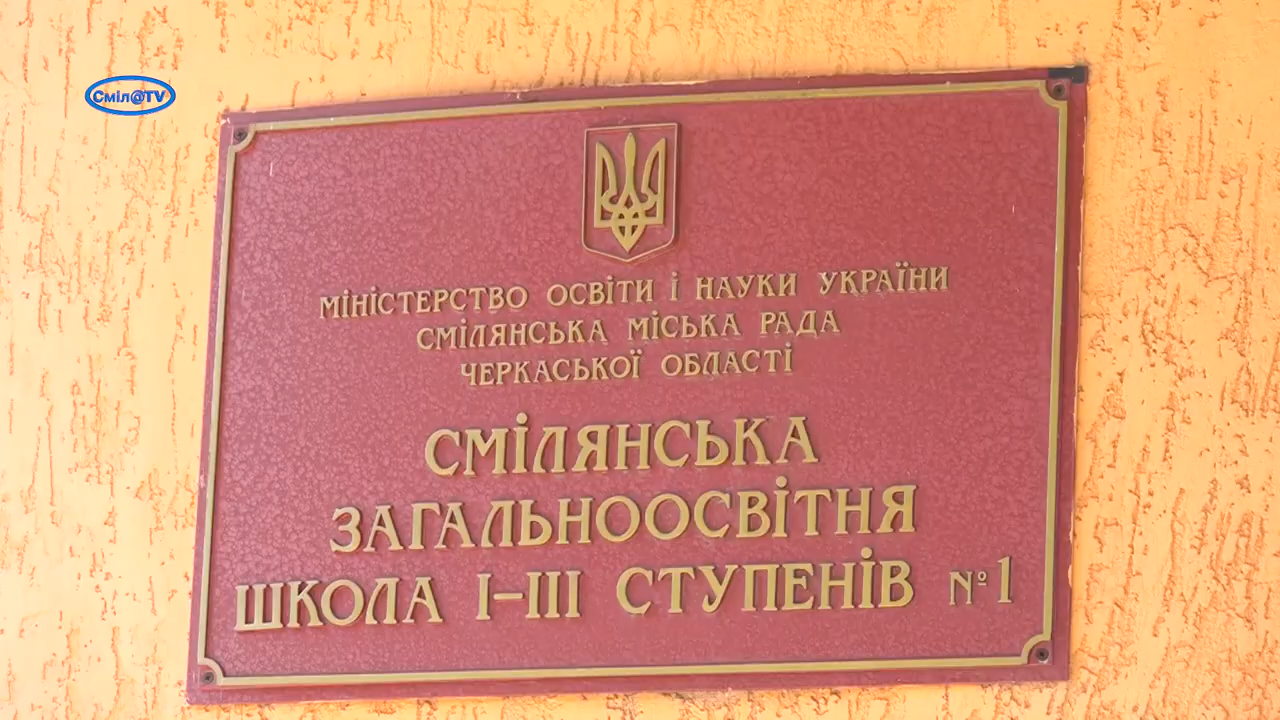 Сміл@TV
МІНІСТЕРСТВО ОСВІТИ І НАУКИ УКРАЇНИ
СМІЛЯНСЬКА МІСЬКА РАДА
ЧЕРКАСЬКОЇ ОБЛАСТІ
СМІЛЯНСЬКА
ЗАГАЛЬНООСВІТНЯ
ШКОЛА І-ІІІ СТУПЕНІВ №1